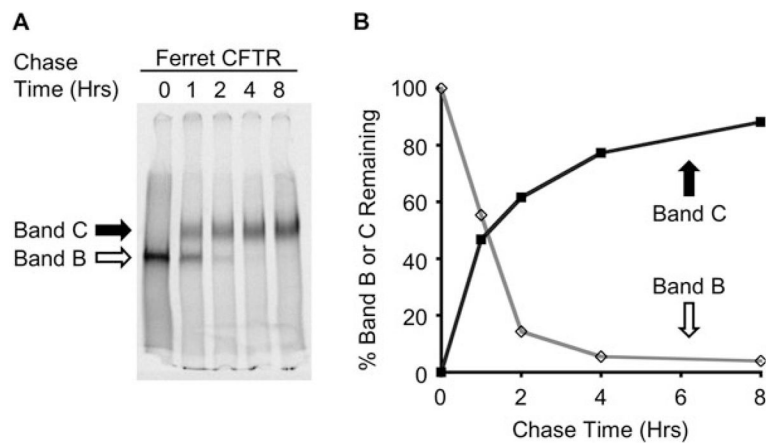 A
Ferret CFTR
Chase
Time (Hrs) 0 1 2 4 8
Band C
Band B
B
100
80
60
40
20
0
% Band B or C Remaining
Band C
Band B
0 2 4 6 8
Chase Time (Hrs)